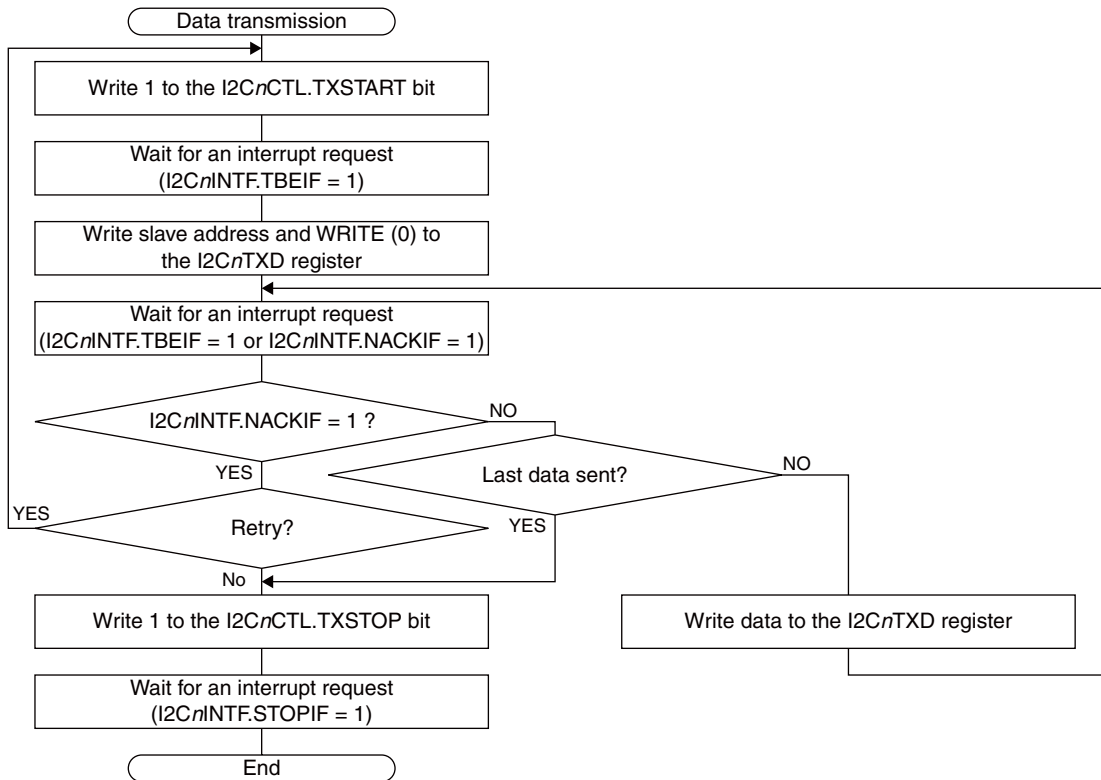 Data transmission
Write 1 to the I2CnCTL.TXSTART bit
Wait for an interrupt request
(I2CnINTF.TBEIF = 1)
Write slave address and WRITE (0) to
the I2CnTXD register
Wait for an interrupt request
(I2CnINTF.TBEIF = 1 or I2CnINTF.NACKIF = 1)
I2CnINTF.NACKIF = 1 ?
NO
YES
Last data sent?
NO
YES
Retry?
YES
No
Write 1 to the I2CnCTL.TXSTOP bit
Write data to the I2CnTXD register
Wait for an interrupt request
(I2CnINTF.STOPIF = 1)
End